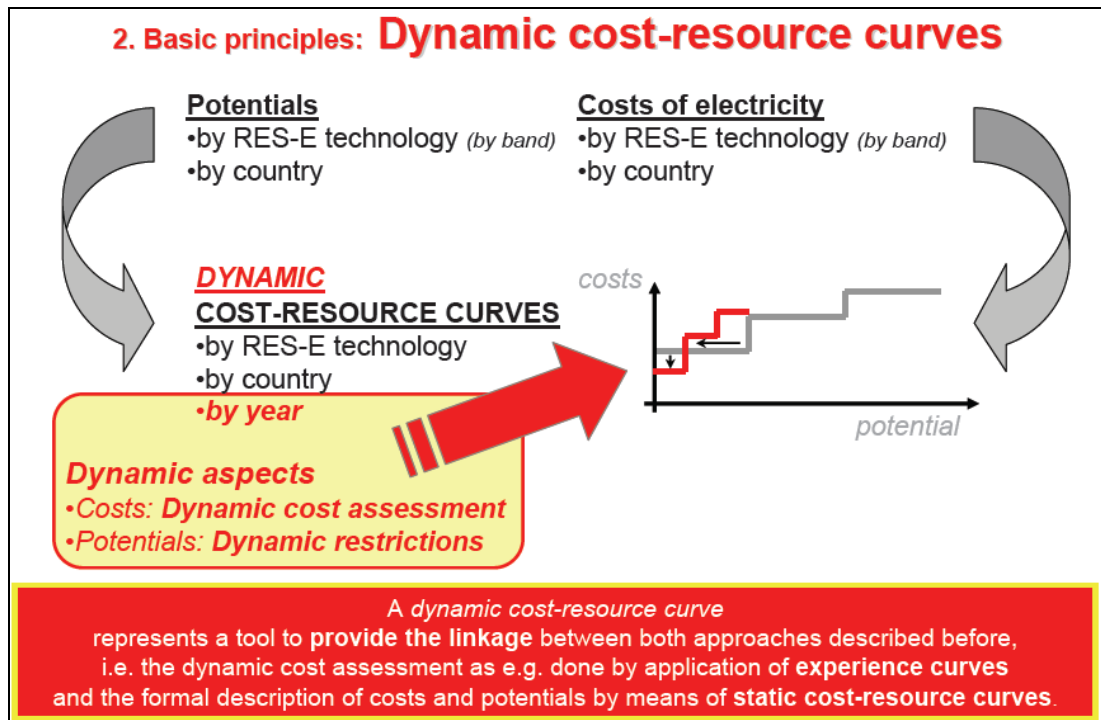 2. Basic principles: Dynamic cost-resource curves
Potentials
•by RES-E technology (by band)
•by country
Costs of electricity
•by RES-E technology (by band)
•by country
DYNAMIC
COST-RESOURCE CURVES
•by RES-E technology
•by country
•by year
costs
potential
Dynamic aspects
•Costs: Dynamic cost assessment
•Potentials: Dynamic restrictions
A dynamic cost-resource curve
represents a tool to provide the linkage between both approaches described before,
i.e. the dynamic cost assessment as e.g. done by application of experience curves
and the formal description of costs and potentials by means of static cost-resource curves.